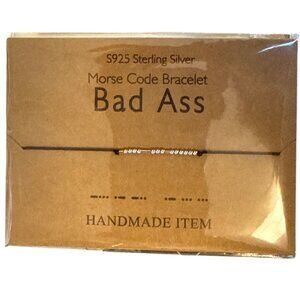 S925 Sterling Silver
Morse Code Bracelet
Bad Ass
HANDMADE ITEM